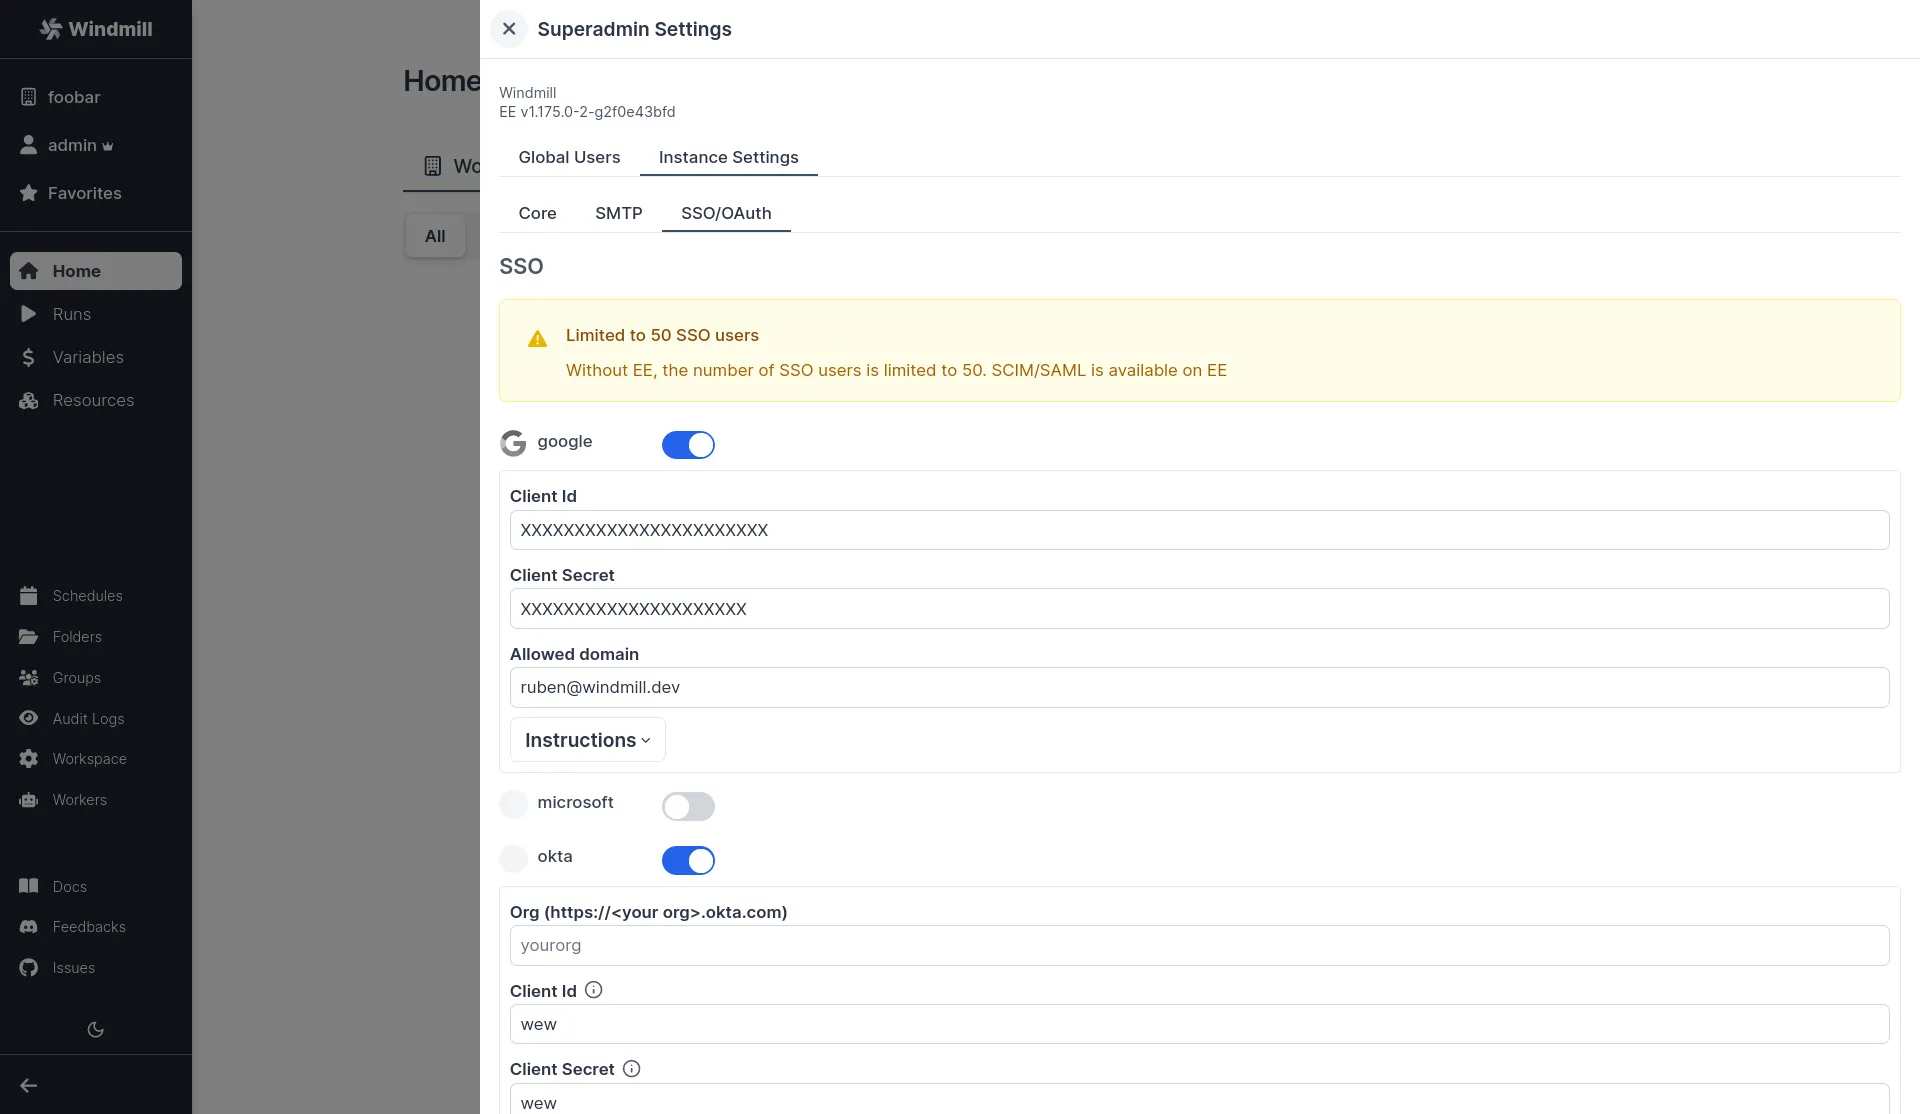 Windmill
foobar
admin
Favorites
Home
Runs
Variables
Resources
Schedules
Folders
Groups
Audit Logs
Workspace
Workers
Docs
Feedbacks
Issues
Home
Wo
All
Superadmin Settings
Windmill
EE v1.175.0-2-g2f0e43bfd
Global Users Instance Settings
Core SMTP SSO/OAuth
SSO
Limited to 50 SSO users
Without EE, the number of SSO users is limited to 50. SCIM/SAML is available on EE
google
Client Id
XXXXXXXXXXXXXXXXXXXXXXX
Client Secret
XXXXXXXXXXXXXXXXXXXXX
Allowed domain
ruben@windmill.dev
Instructions
microsoft
okta
Org (https://<your org>.okta.com)
yourorg
Client Id
wew
Client Secret
wew